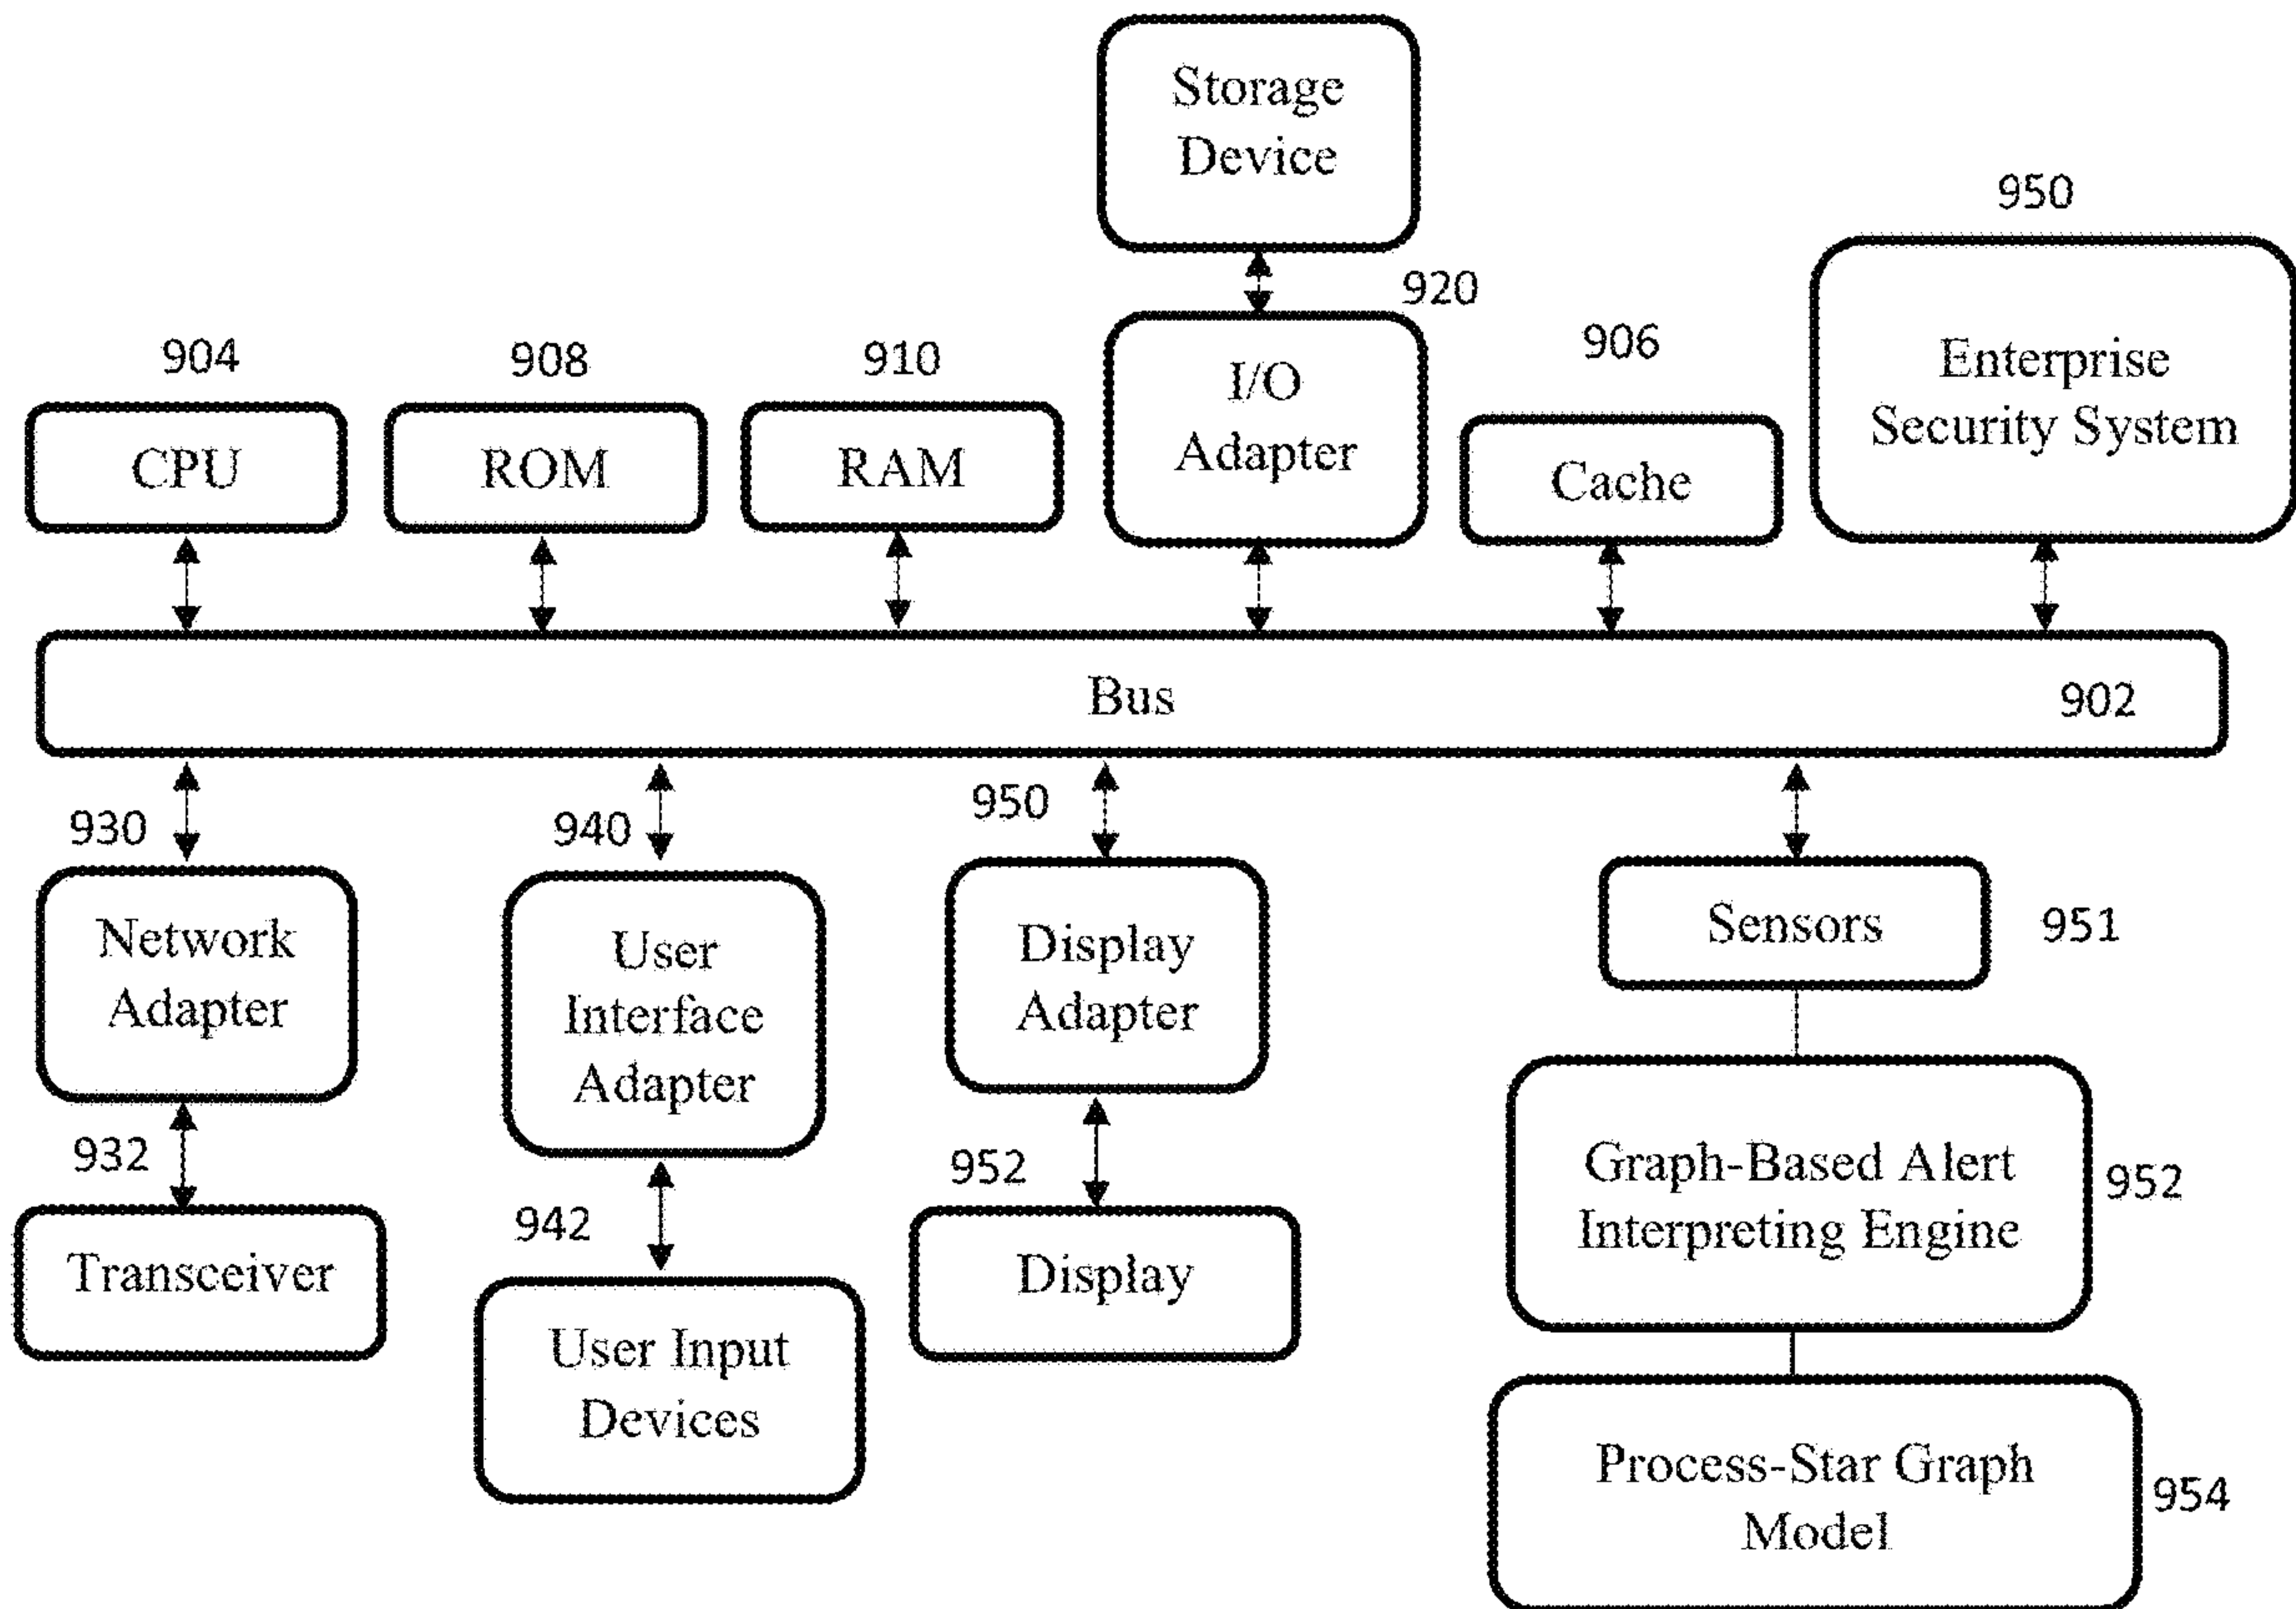 Storage
Device
950
920
904
908
910
906
I/O
Adapter
Enterprise
Security System
CPU
ROM
RAM
Cache
Bus
902
930
940
950
Network
Adapter
User
Interface
Adapter
Display
Adapter
Sensors
951
932
942
952
Transceiver
User Input
Devices
Display
Graph-Based Alert
Interpreting Engine
952
Process-Star Graph
Model
954